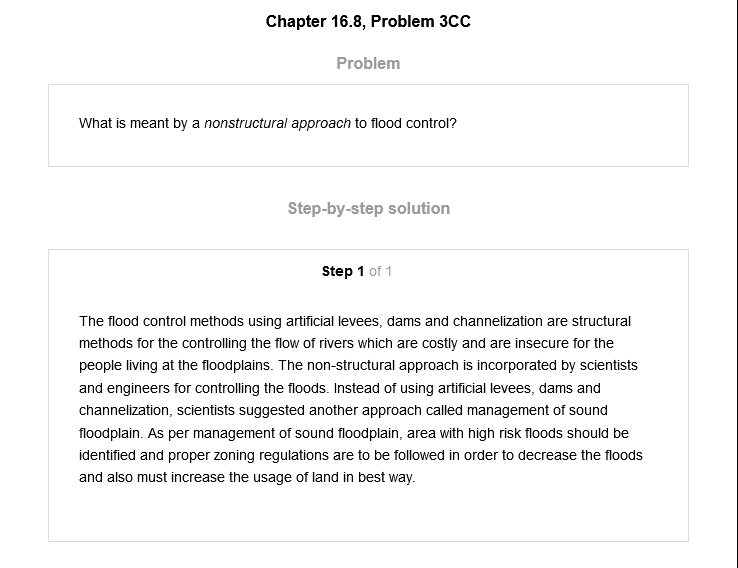 Chapter 16.8, Problem 3CC
Problem
What is meant by a nonstructural approach to flood control?
Step-by-step solution
Step 1 of 1
The flood control methods using artificial levees, dams and channelization are structural
methods for the controlling the flow of rivers which are costly and are insecure for the
people living at the floodplains. The non-structural approach is incorporated by scientists
and engineers for controlling the floods. Instead of using artificial levees, dams and
channelization, scientists suggested another approach called management of sound
floodplain. As per management of sound floodplain, area with high risk floods should be
identified and proper zoning regulations are to be followed in order to decrease the floods
and also must increase the usage of land in best way.